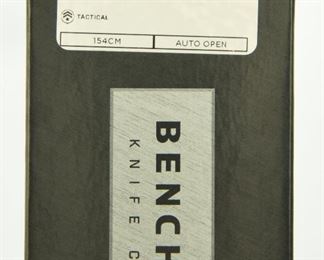 TACTICAL
154CM AUTO OPEN
BENCH
KNIFE C